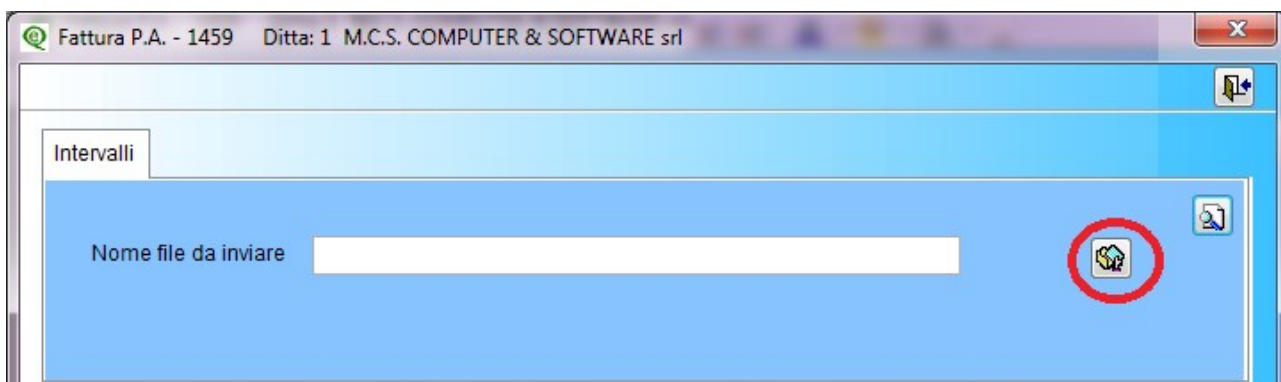 Fattura P.A. - 1459 Ditta: 1 M.C.S. COMPUTER & SOFTWARE srl
Intervalli
Nome file da inviare